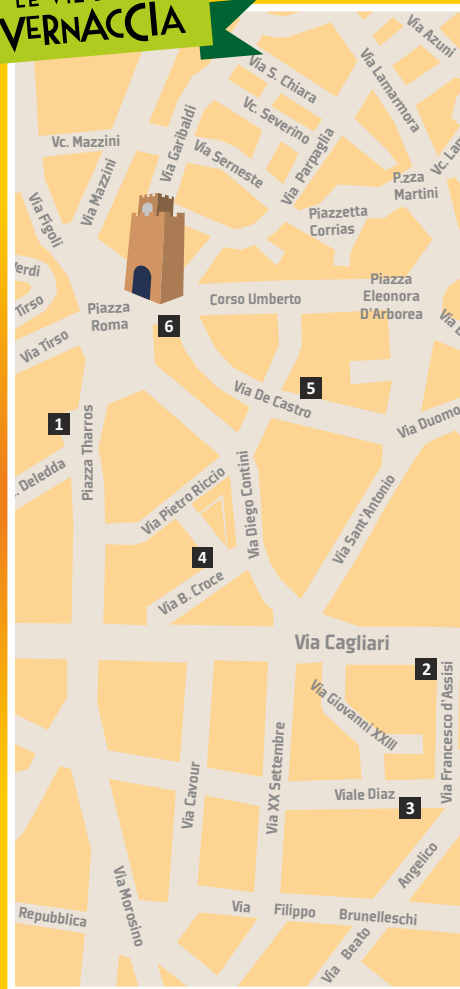 VERNACCIA
Via Azuni
Via S. Chiara
Via Lamarmora
Vc. Severino
Via Garibaldi
Vc. Mazzini
Via Serneste
Via Parpaglia
Via Mazzini
P.zza
Martini
Via Figoli
Piazzetta
Corrias
Tirso
Piazza
Eleonora
D'Arborea
Corso Umberto
Piazza
Roma
6
Via Tirso
5
Via De Castro
1
Via Duomo
Piazza Tharros
Deledda
Via Pietro Riccio
Via Diego Contini
Via Sant'Antonio
4
Via B. Croce
Via Cagliari
2
Via Giovanni XXIII
Via Francesco d'Assisi
Via Cavour
Via XX Settembre
Viale Diaz
3
Angelico
Via Morosino
Repubblica
Via Filippo Brunelleschi
Via Beato